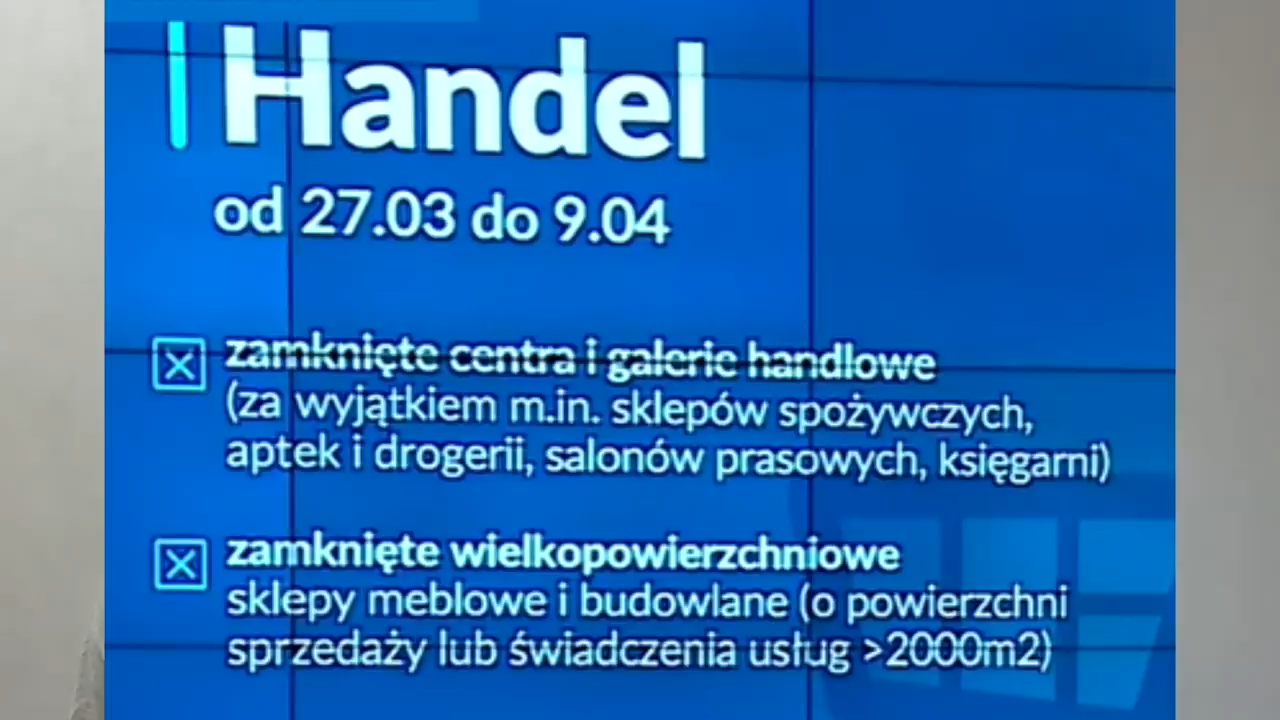 Handel
od 27.03 do 9.04
zamknięte centra i galerie handlowe
(za wyjątkiem m.in. sklepów spożywczych,
aptek i drogerii, salonów prasowych, księgarni)
zamknięte wielkopowierzchniowe
sklepy meblowe i budowlane (o powierzchni
sprzedaży lub świadczenia usług >2000m2)